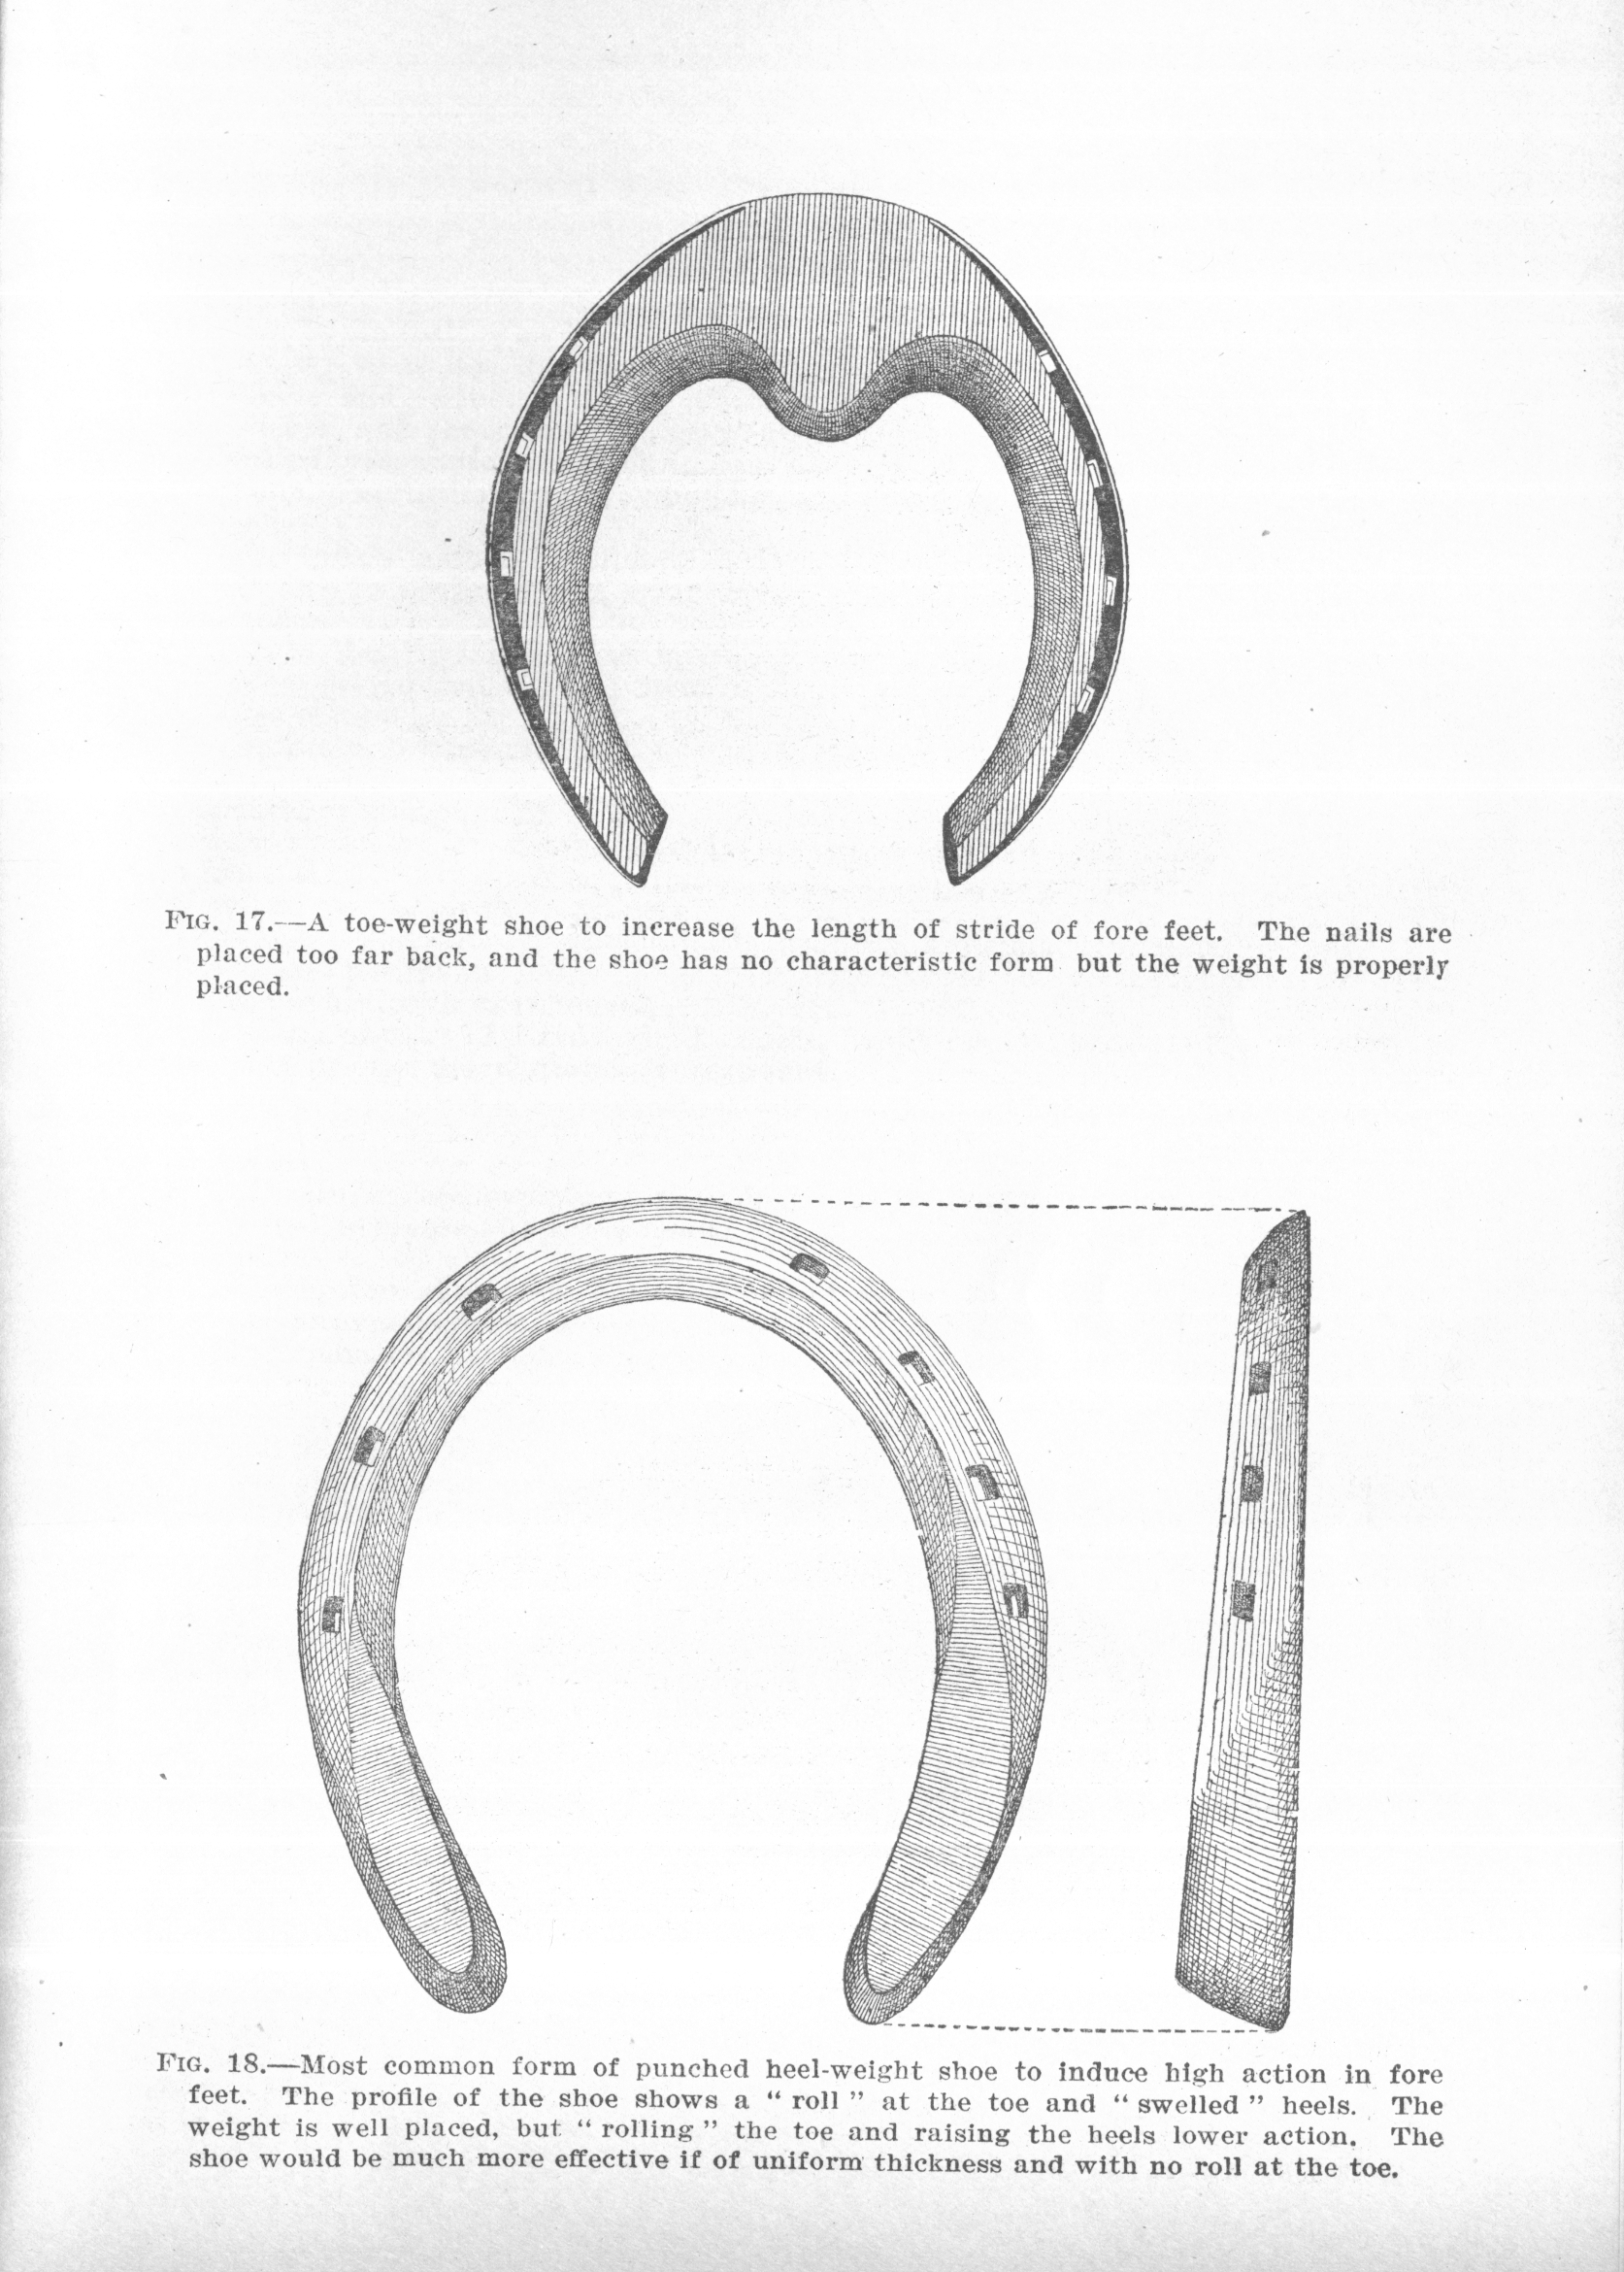 FIG. 17.—A toe-weight shoe to increase the length of stride of fore feet. The nails are
placed too far back, and the shoe has no characteristic form but the weight is properly
placed.
FIG. 18.—Most common form of punched heel-weight shoe to induce high action in fore
feet. The profile of the shoe shows a “ roll ” at the toe and “ swelled ” heels. The
weight is well placed, but “ rolling ” the toe and raising the heels lower action. The
shoe would be much more effective if of uniform thickness and with no roll at the toe.